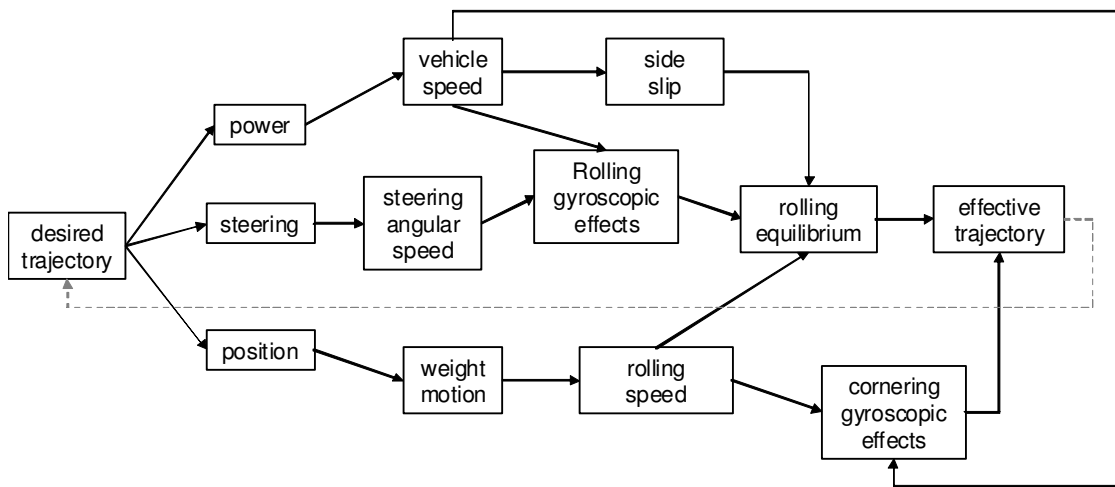 vehicle
speed
side
slip
power
Rolling
gyroscopic
effects
steering
angular
speed
steering
desired
trajectory
rolling
equilibrium
effective
trajectory
position
weight
motion
rolling
speed
cornering
gyroscopic
effects